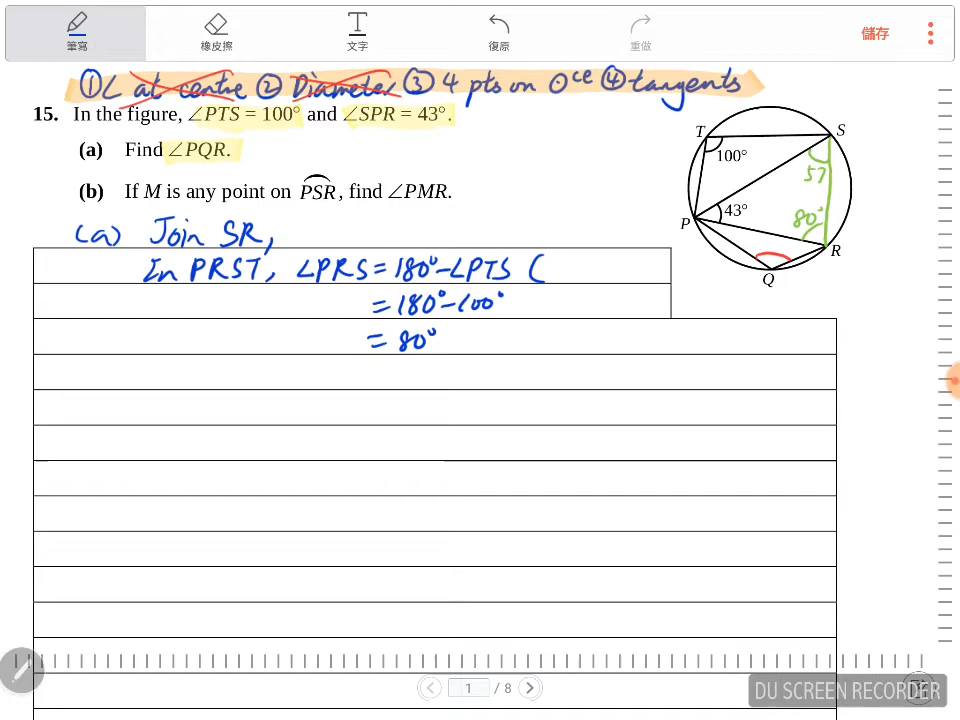 筆寫 橡皮擦 文字 復原 重做 儲存
①∠ at centre ② Diameter ③ 4 pts on ⊙ce ④ tangents
15. In the figure, ∠PTS = 100° and ∠SPR = 43°.
(a) Find ∠PQR.
(b) If M is any point on PSR, find ∠PMR.
T S
100°
57
43° 80°
P
R
Q
(a) Join SR,
In PRST, ∠PRS = 180° - ∠PTS (
= 180° - 100°
= 80°
1 / 8
DU SCREEN RECORDER